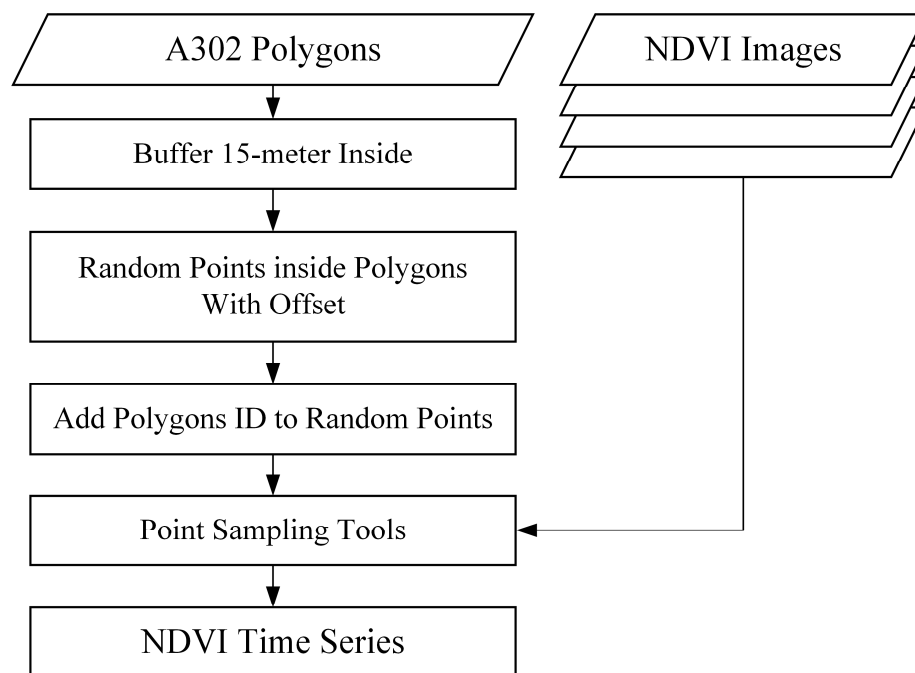 A302 Polygons
NDVI Images
Buffer 15-meter Inside
Random Points inside Polygons
With Offset
Add Polygons ID to Random Points
Point Sampling Tools
NDVI Time Series